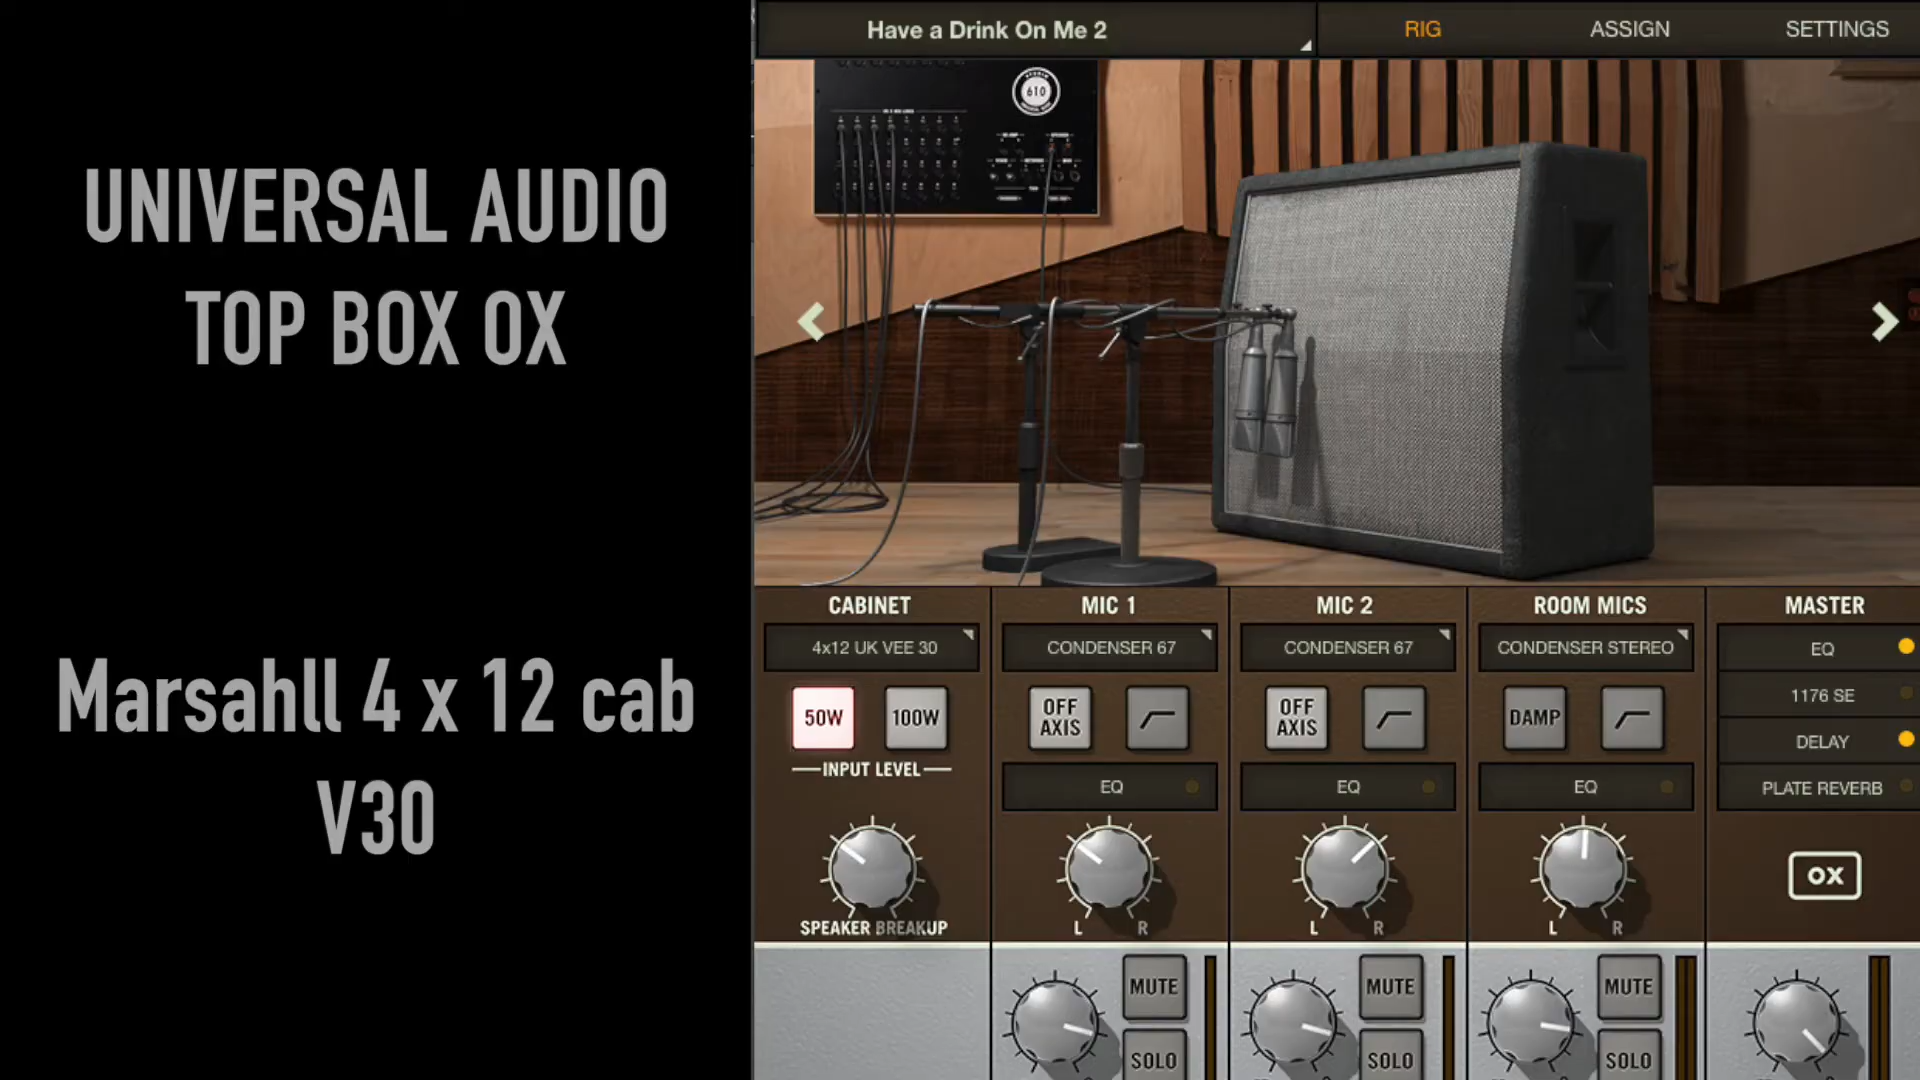 UNIVERSAL AUDIO
TOP BOX OX
Marsahll 4 x 12 cab
V30
Have a Drink On Me 2
RIG
ASSIGN
SETTINGS
610
CABINET
MIC 1
MIC 2
ROOM MICS
MASTER
4x12 UK VEE 30
CONDENSER 67
CONDENSER 67
CONDENSER STEREO
EQ
1176 SE
DELAY
PLATE REVERB
50W
100W
OFF
AXIS
OFF
AXIS
DAMP
INPUT LEVEL
EQ
EQ
EQ
OX
SPEAKER BREAKUP
L R
L R
L R
MUTE
MUTE
MUTE
SOLO
SOLO
SOLO